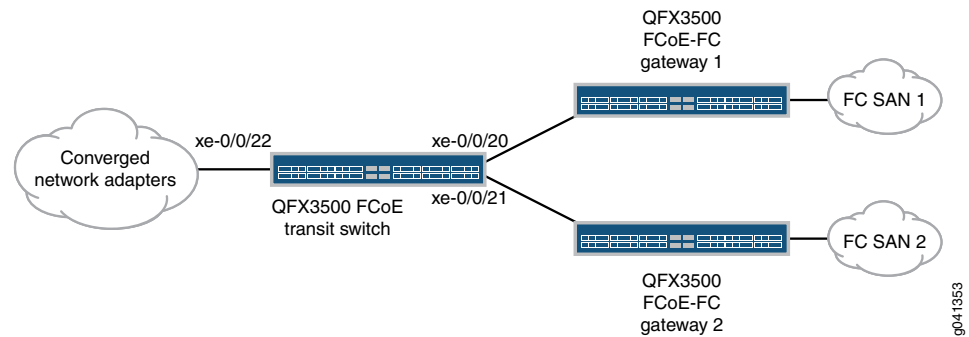 QFX3500
FCoE-FC
gateway 1
FC SAN 1
xe-0/0/22
xe-0/0/20
Converged
network adapters
xe-0/0/21
QFX3500 FCoE
transit switch
FC SAN 2
QFX3500
FCoE-FC
gateway 2
g041353